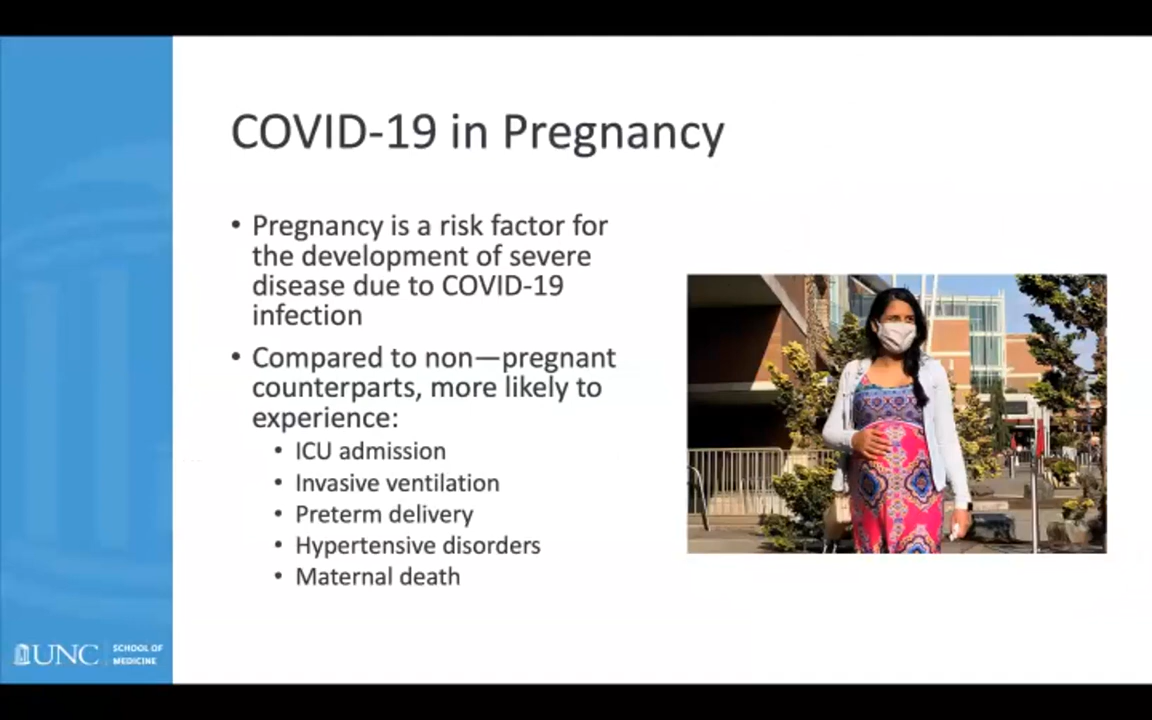 COVID-19 in Pregnancy
• Pregnancy is a risk factor for
the development of severe
disease due to COVID-19
infection
• Compared to non—pregnant
counterparts, more likely to
experience:
• ICU admission
• Invasive ventilation
• Preterm delivery
• Hypertensive disorders
• Maternal death
UNC
SCHOOL OF
MEDICINE